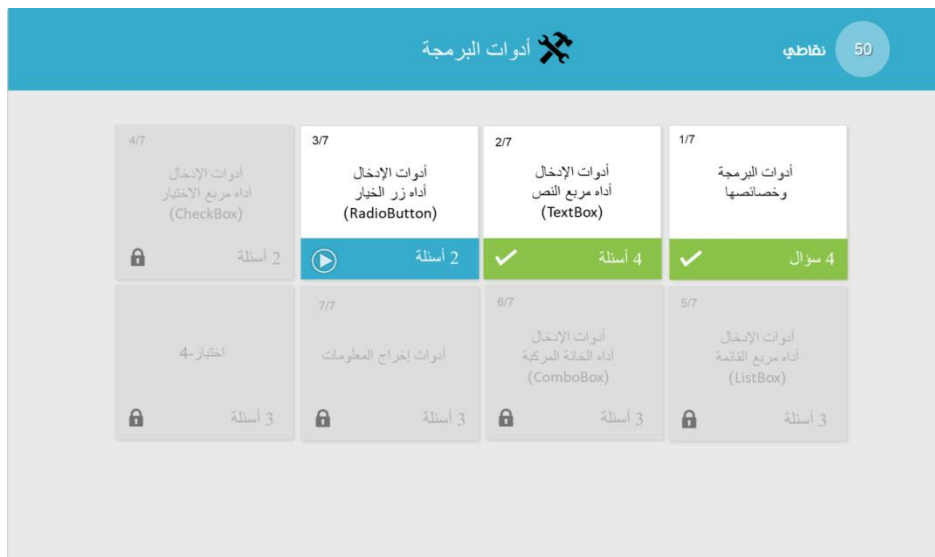 50
نقاطي
أدوات البرمجة
1/7
أدوات البرمجة
وخصائصها
4 سؤال
2/7
أدوات الإدخال
أداه مربع النص
(TextBox)
4 أسئلة
3/7
أدوات الإدخال
أداه زر الخيار
(RadioButton)
2 أسئلة
4/7
أدوات الإدخال
أداه مربع الاختيار
(CheckBox)
2 أسئلة
5/7
أدوات الإدخال
أداه مربع القائمة
(ListBox)
3 أسئلة
6/7
أدوات الإدخال
أداه الخانة المركبة
(ComboBox)
3 أسئلة
7/7
أدوات إخراج المعلومات
3 أسئلة
اختبار-4
3 أسئلة